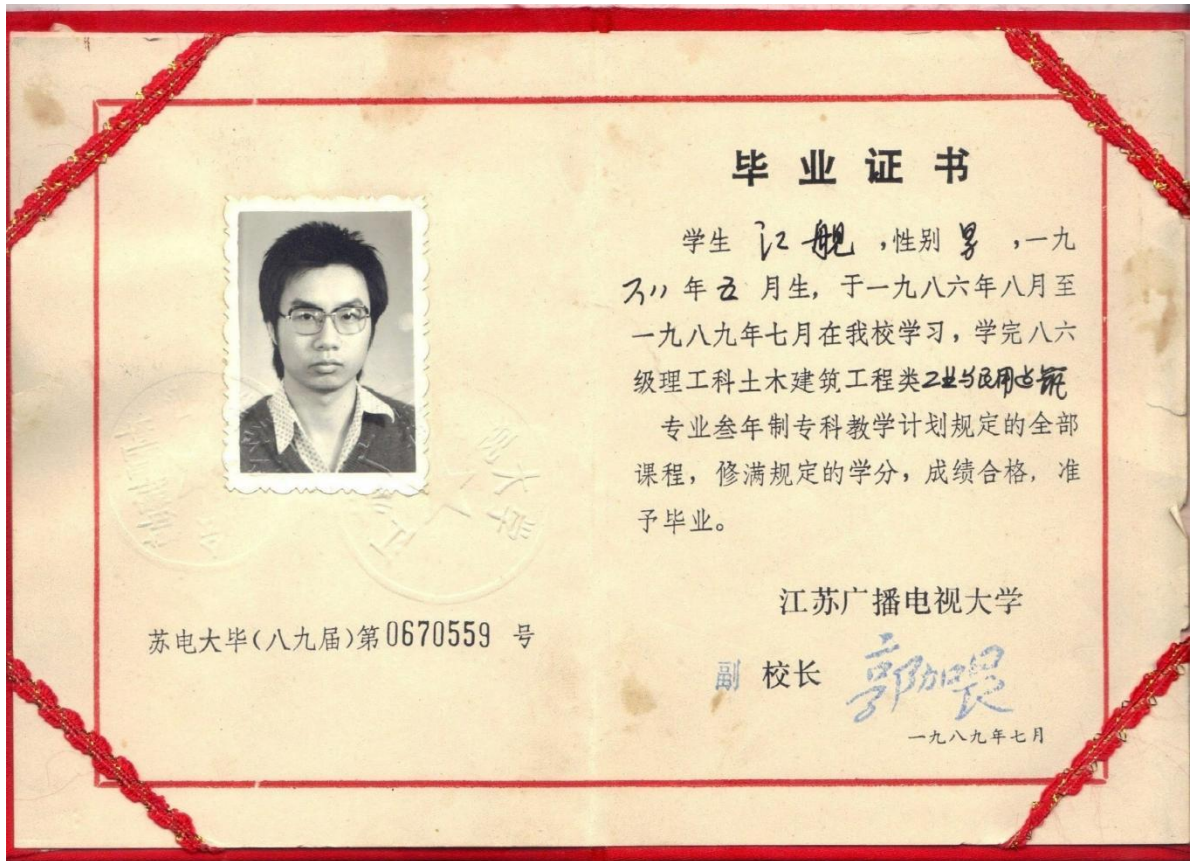 苏电大毕(八九届)第0670559 号
毕业证书
学生 江舰 ,性别 男 ,一九
六八 年 五 月生, 于一九八六年八月至
一九八九年七月在我校学习, 学完八六
级理工科土木建筑工程类工业与民用建筑
专业叁年制专科教学计划规定的全部
课程, 修满规定的学分, 成绩合格, 准
予毕业。
江苏广播电视大学
副 校长 郭加
一九八九年七月